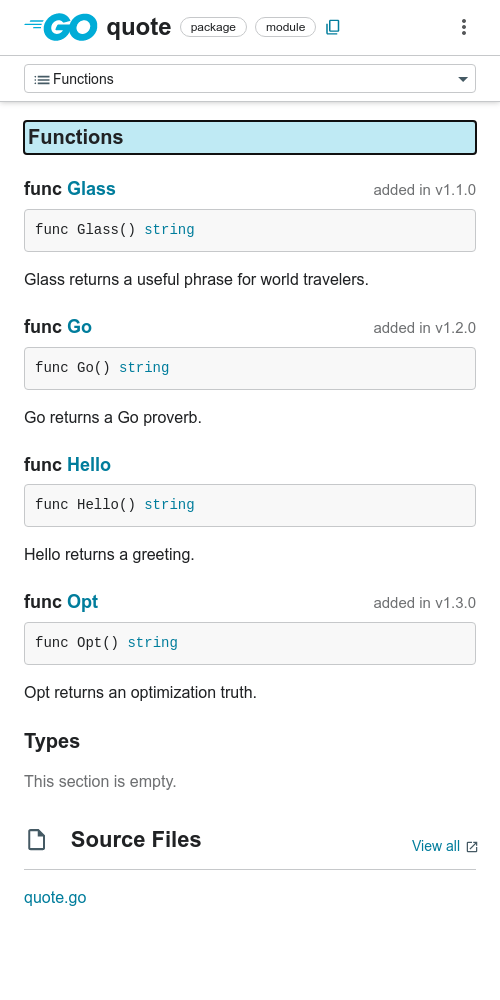 GO quote package module
Functions
Functions
func Glass added in v1.1.0
func Glass() string
Glass returns a useful phrase for world travelers.
func Go added in v1.2.0
func Go() string
Go returns a Go proverb.
func Hello
func Hello() string
Hello returns a greeting.
func Opt added in v1.3.0
func Opt() string
Opt returns an optimization truth.
Types
This section is empty.
Source Files View all
quote.go